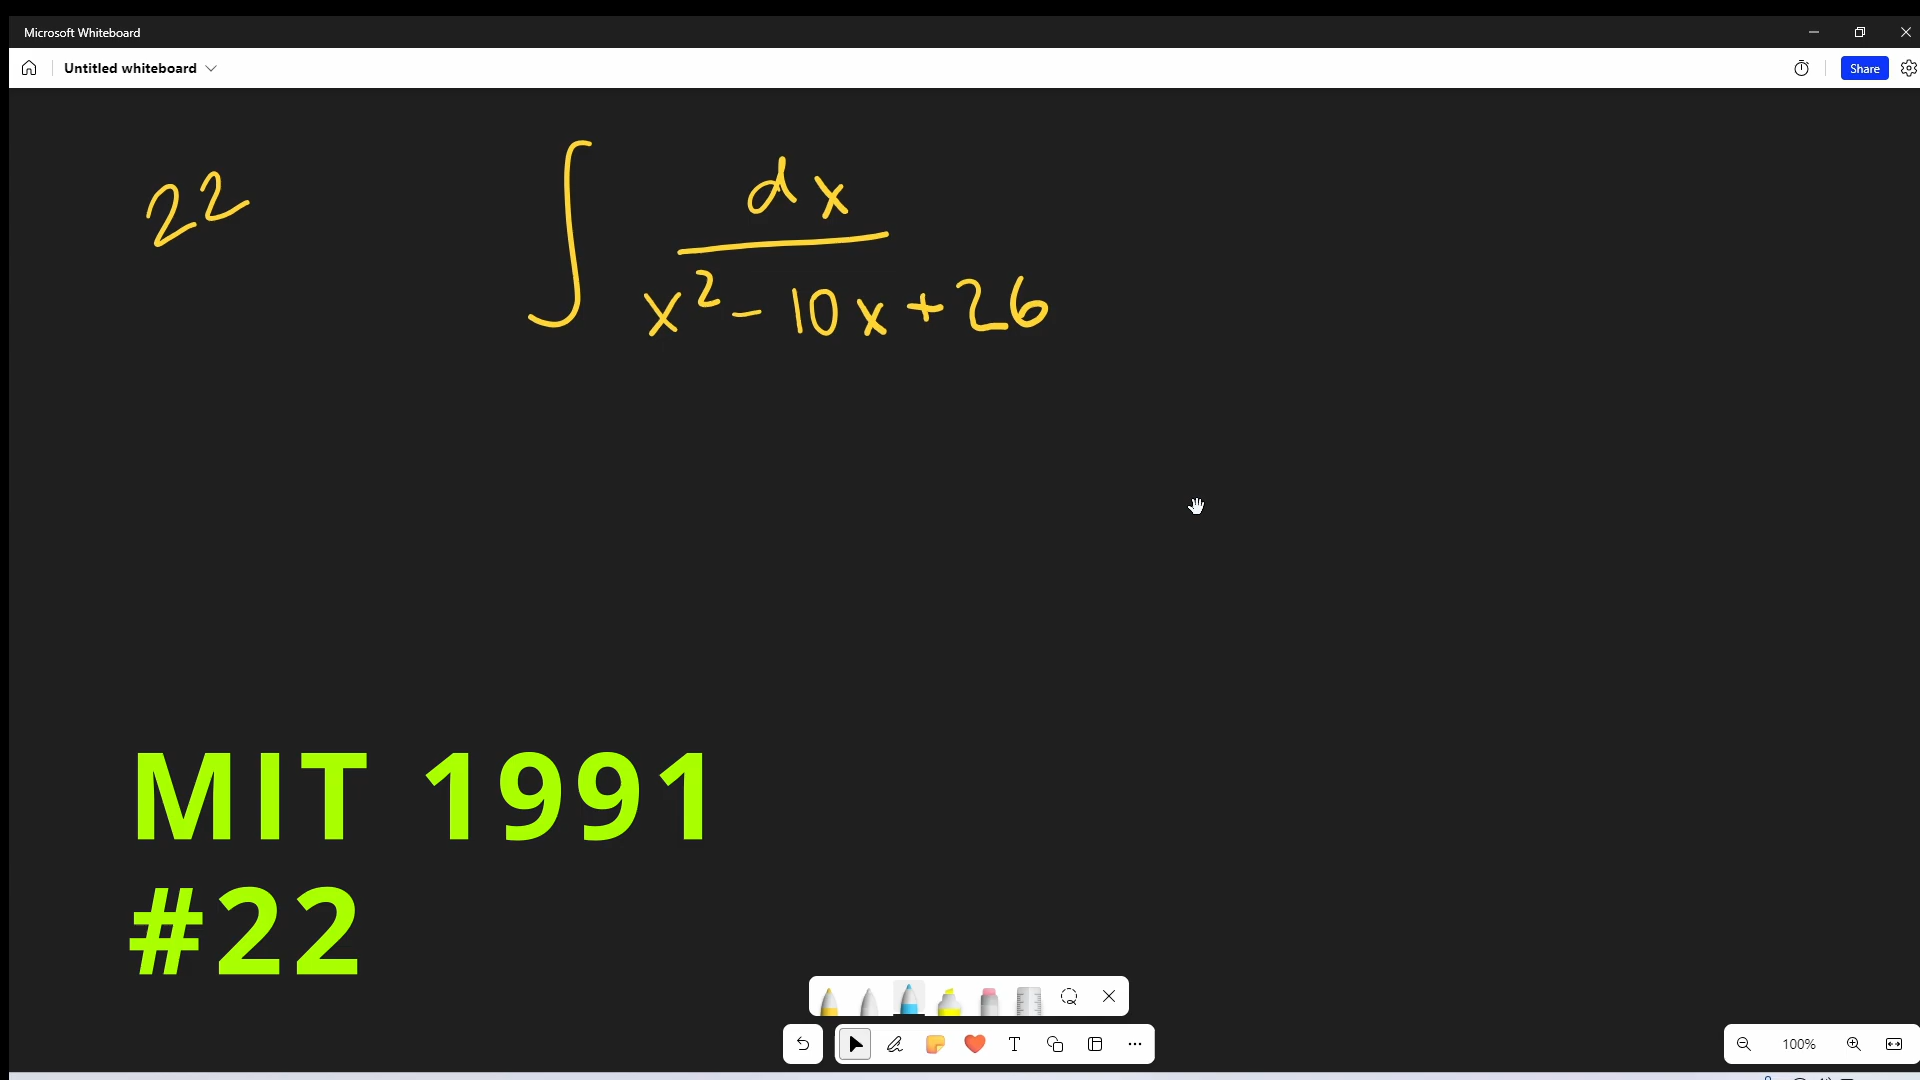 Microsoft Whiteboard
Untitled whiteboard
Share
22
∫ dx
x² - 10x + 26
MIT 1991
#22
T
100%